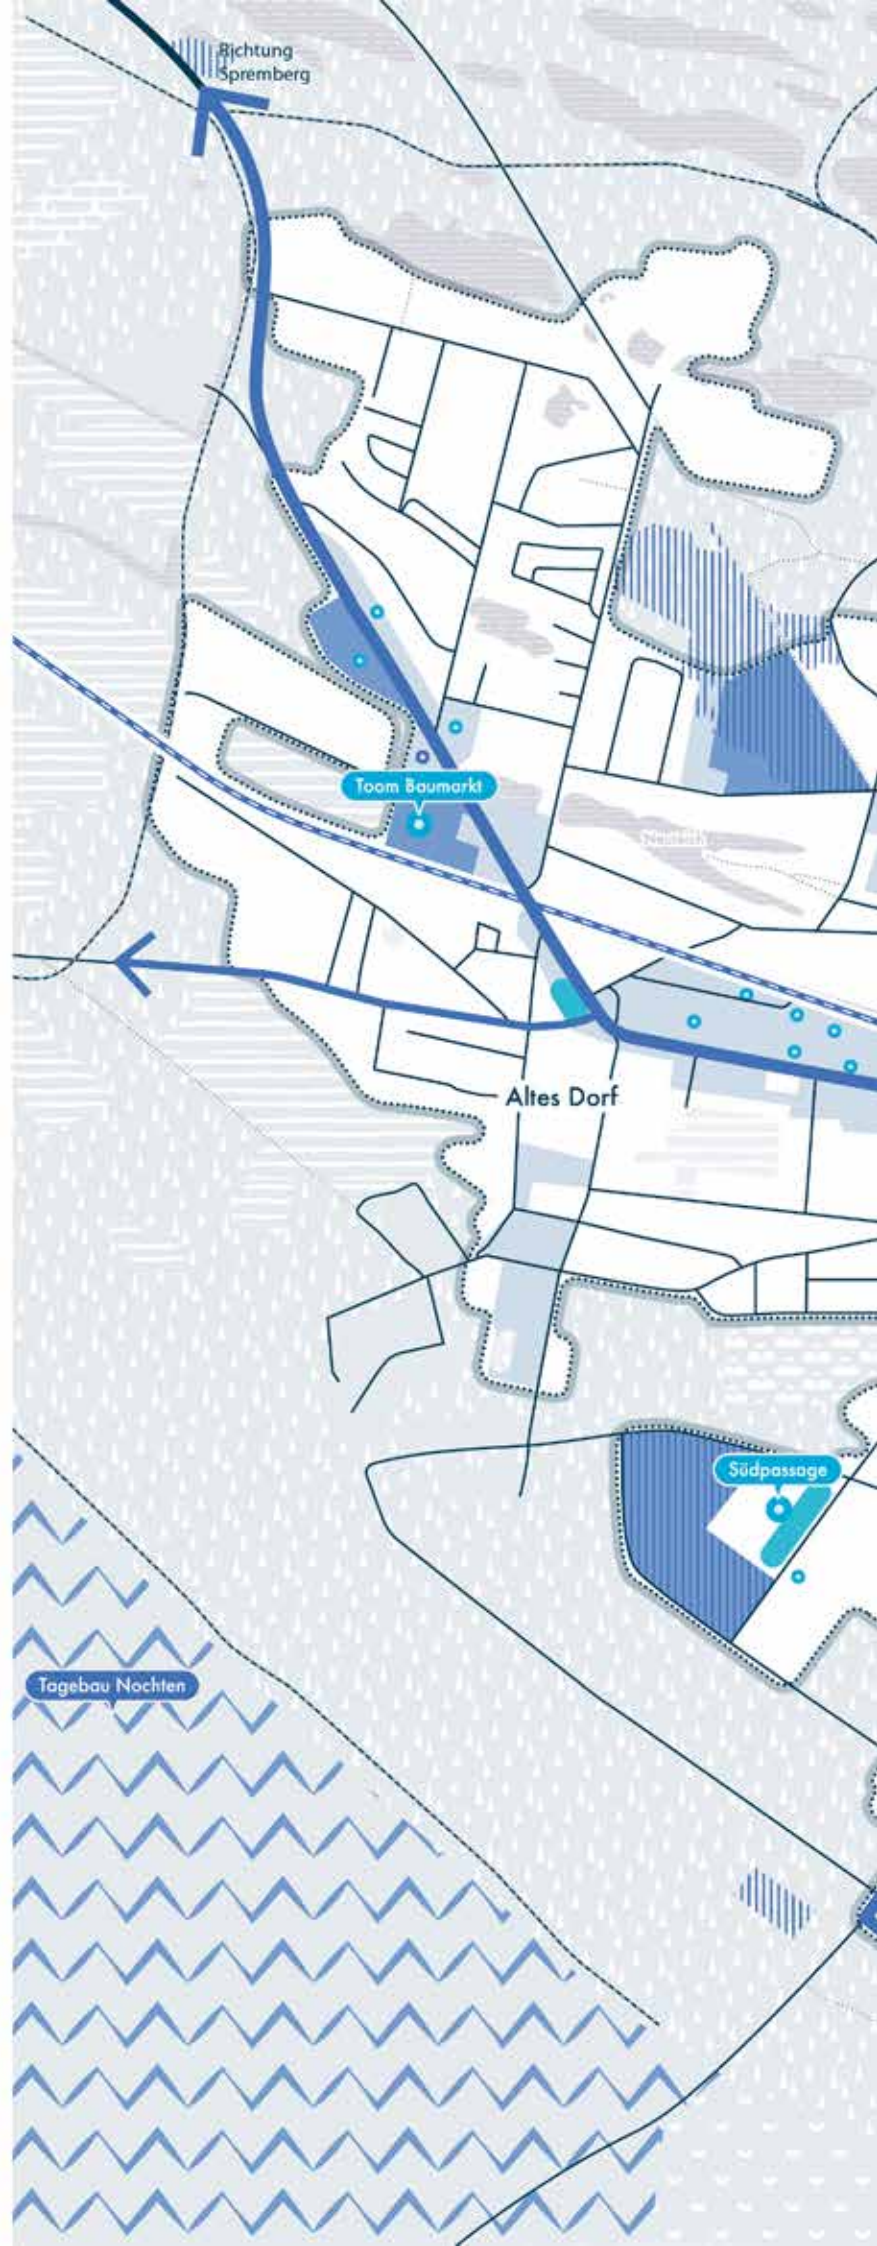 Richtung
Spremberg
Toom Baumarkt
Altes Dorf
Südpassage
Tagebau Nochten